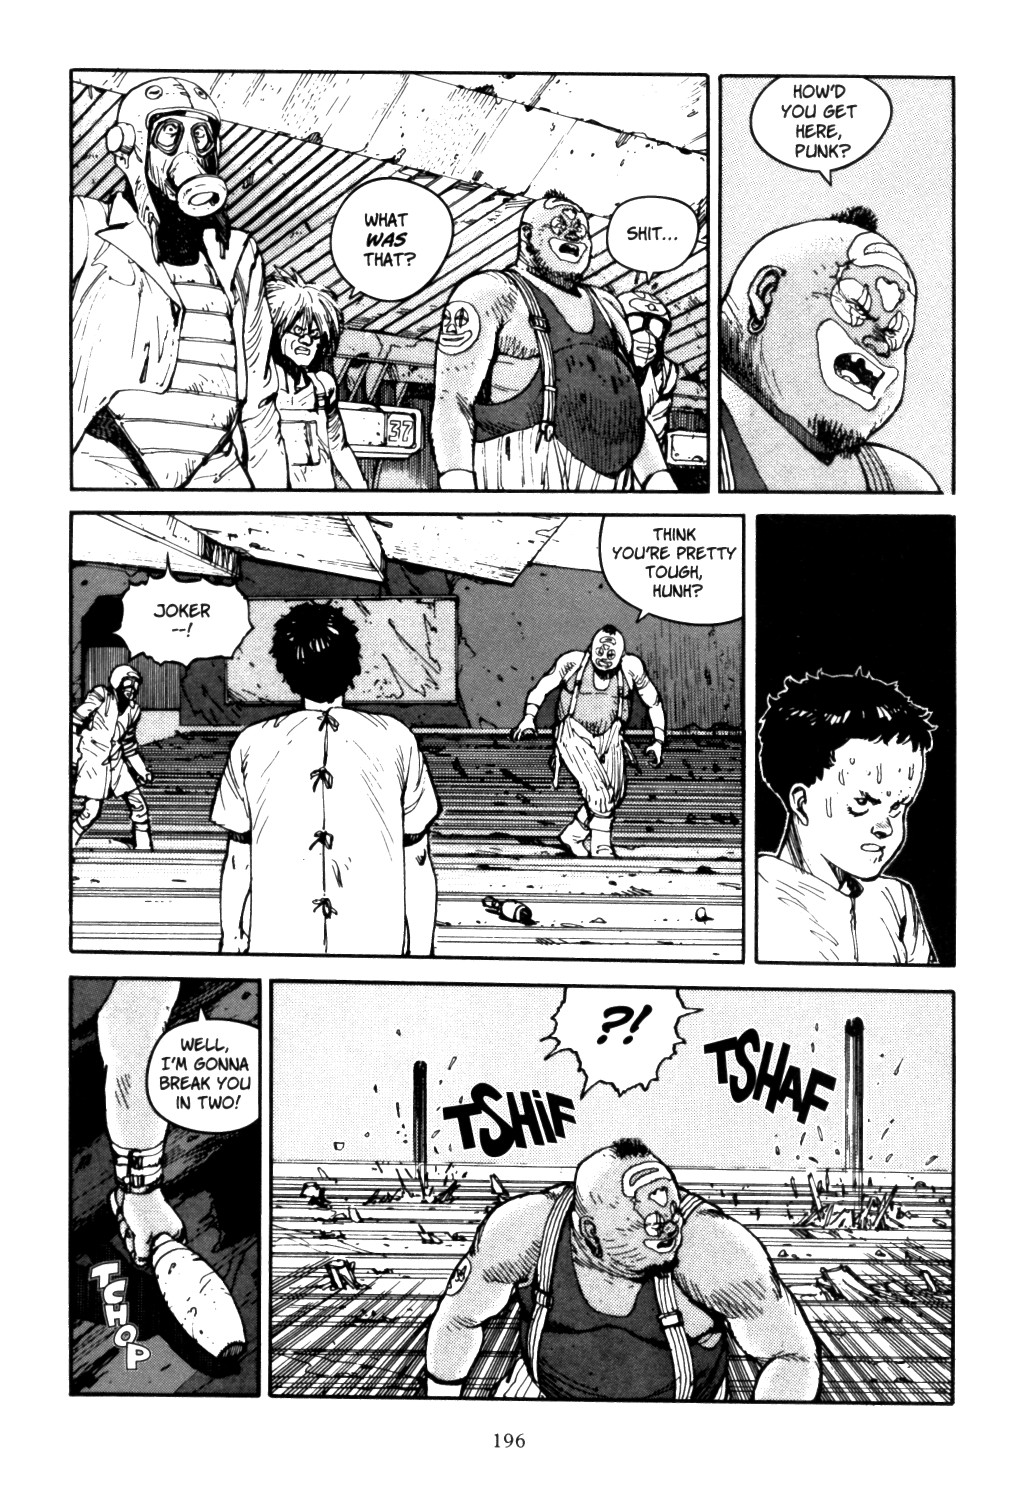 WHAT
WAS
THAT?
37
SHIT...
HOW'D
YOU GET
HERE,
PUNK?
JOKER
--!
THINK
YOU'RE PRETTY
TOUGH,
HUNH?
WELL,
I'M GONNA
BREAK YOU
IN TWO!
TCHOP
TSHIF
?!
TSHAF
196